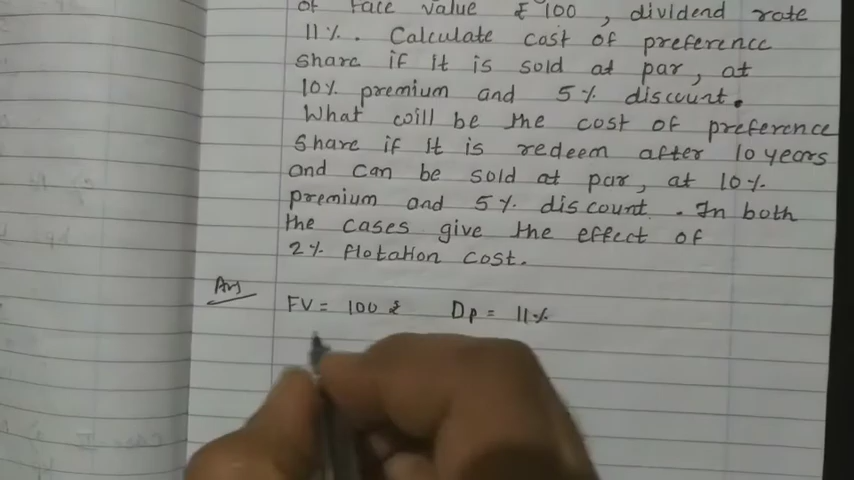 of Face value ₹ 100 , dividend rate
11%. Calculate cost of preference
share if it is sold at par, at
10% premium and 5% discount.
What will be the cost of preference
share if it is redeem after 10 years
and can be sold at par, at 10%
premium and 5% discount. In both
the cases give the effect of
2% flotation cost.
Ans
FV = 100 ₹ Dp = 11%